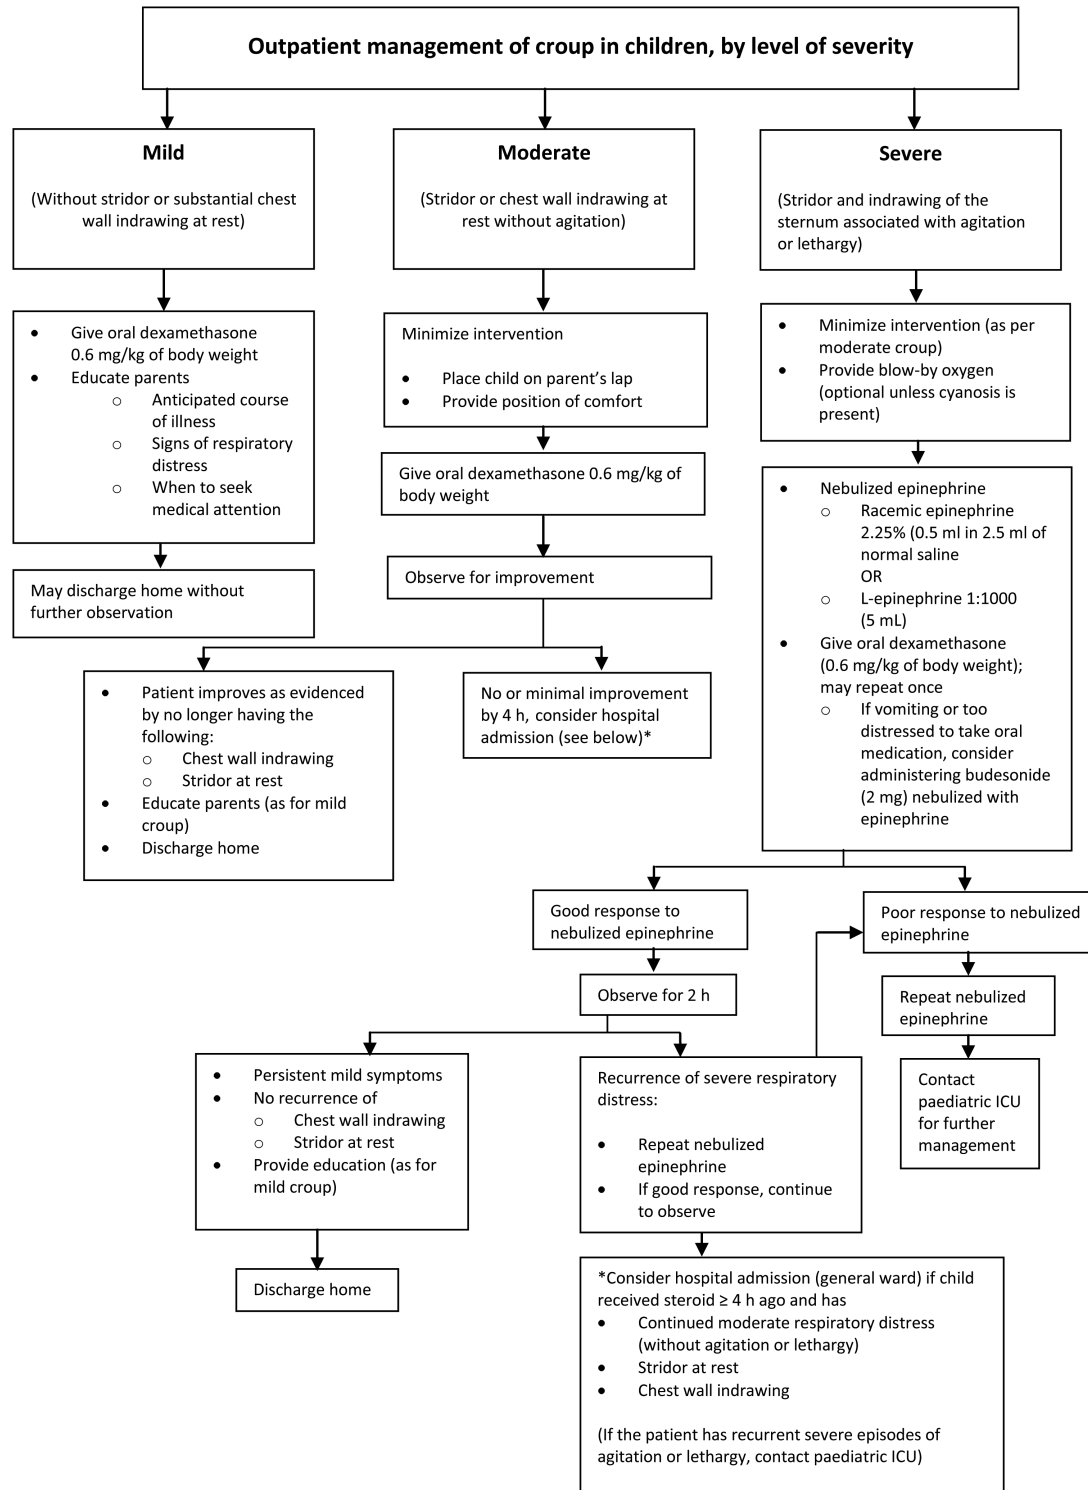 Outpatient management of croup in children, by level of severity
Mild
(Without stridor or substantial chest
wall indrawing at rest)
● Give oral dexamethasone
0.6 mg/kg of body weight
● Educate parents
○ Anticipated course
of illness
○ Signs of respiratory
distress
○ When to seek
medical attention
May discharge home without
further observation
Moderate
(Stridor or chest wall indrawing at
rest without agitation)
Minimize intervention
● Place child on parent’s lap
● Provide position of comfort
Give oral dexamethasone 0.6 mg/kg of
body weight
Observe for improvement
● Patient improves as evidenced
by no longer having the
following:
○ Chest wall indrawing
○ Stridor at rest
● Educate parents (as for mild
croup)
● Discharge home
No or minimal improvement
by 4 h, consider hospital
admission (see below)*
Severe
(Stridor and indrawing of the
sternum associated with agitation
or lethargy)
● Minimize intervention (as per
moderate croup)
● Provide blow-by oxygen
(optional unless cyanosis is
present)
● Nebulized epinephrine
○ Racemic epinephrine
2.25% (0.5 ml in 2.5 ml of
normal saline
OR
○ L-epinephrine 1:1000
(5 mL)
● Give oral dexamethasone
(0.6 mg/kg of body weight);
may repeat once
○ If vomiting or too
distressed to take oral
medication, consider
administering budesonide
(2 mg) nebulized with
epinephrine
Good response to
nebulized epinephrine
Observe for 2 h
● Persistent mild symptoms
● No recurrence of
○ Chest wall indrawing
○ Stridor at rest
● Provide education (as for
mild croup)
Discharge home
Recurrence of severe respiratory
distress:
● Repeat nebulized
epinephrine
● If good response, continue
to observe
Poor response to nebulized
epinephrine
Repeat nebulized
epinephrine
Contact
paediatric ICU
for further
management
*Consider hospital admission (general ward) if child
received steroid ≥ 4 h ago and has
● Continued moderate respiratory distress
(without agitation or lethargy)
● Stridor at rest
● Chest wall indrawing
(If the patient has recurrent severe episodes of
agitation or lethargy, contact paediatric ICU)